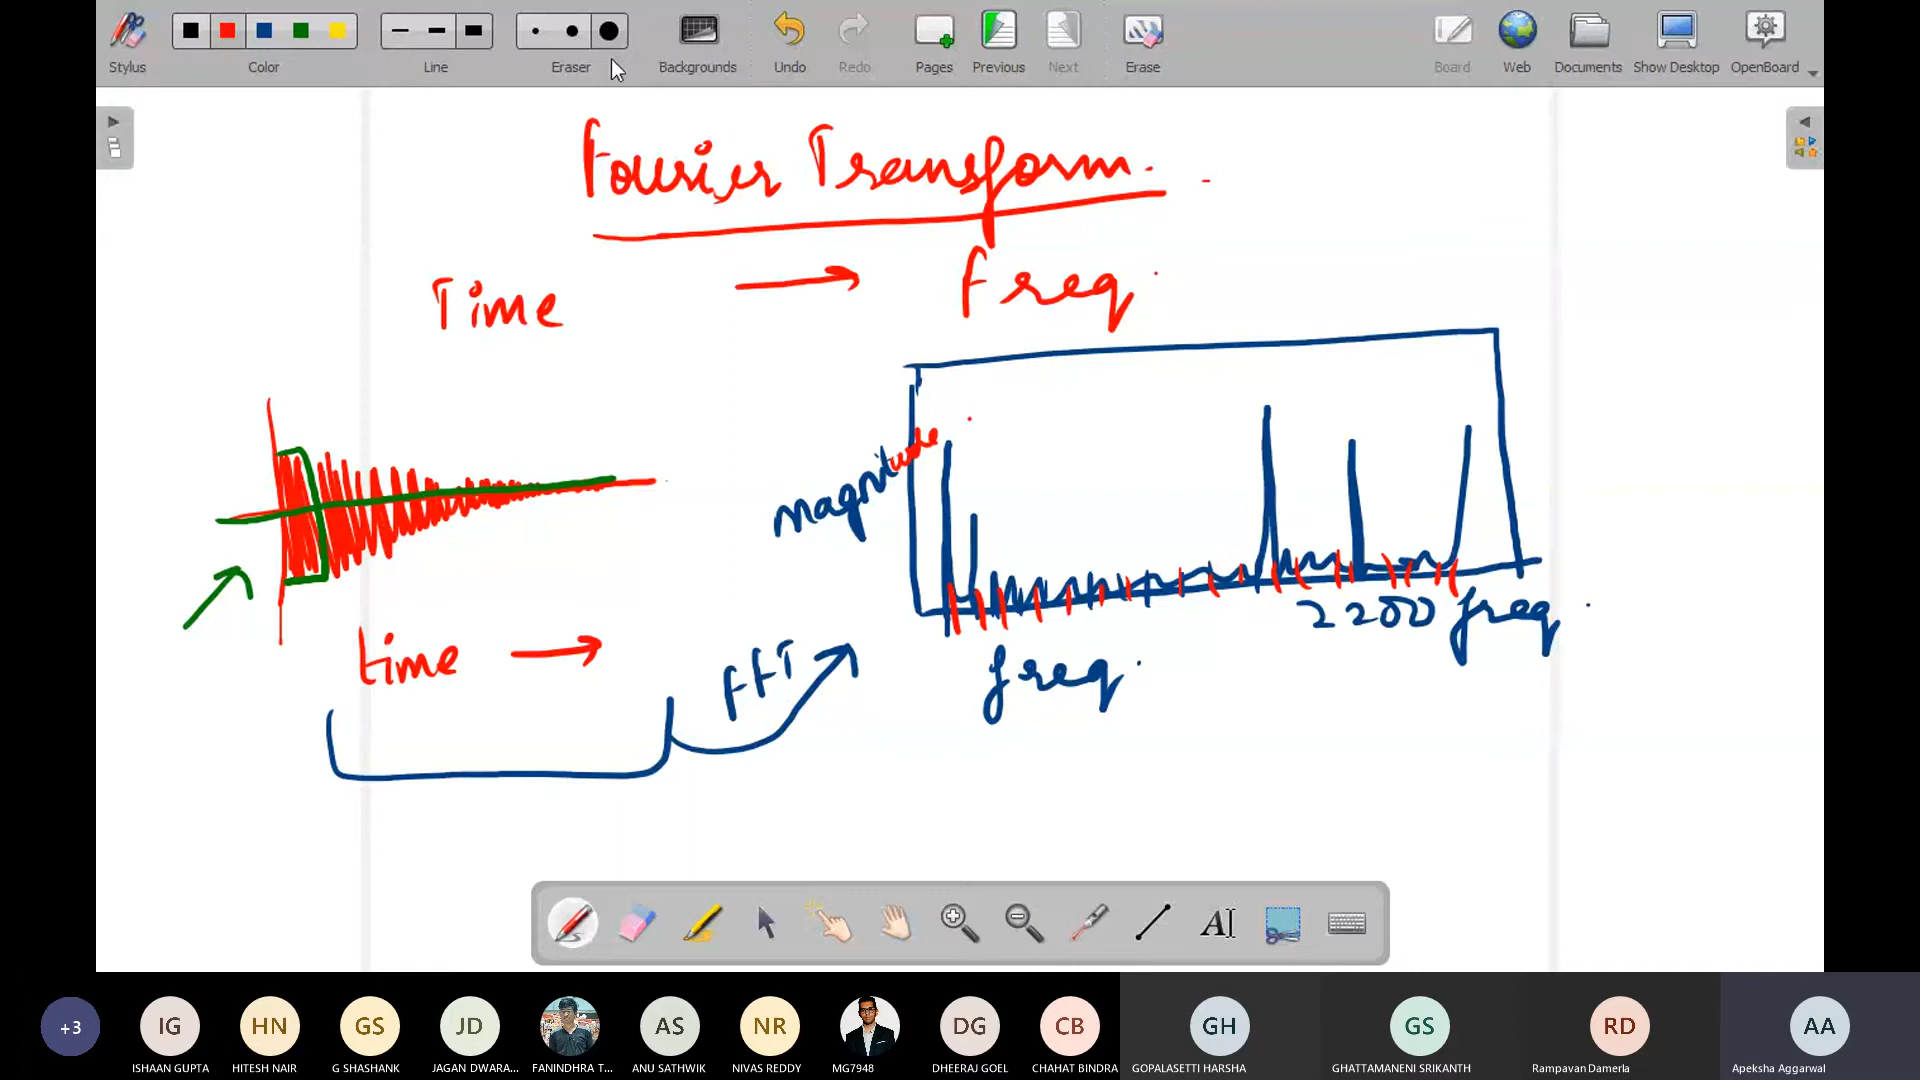 Stylus Color Line Eraser Backgrounds Undo Redo Pages Previous Next Erase Board Web Documents Show Desktop OpenBoard
Fourier Transform.
Time → Freq.
magnitude
2200 freq.
time →
FFT
freq.
AI
+3 IG HN GS JD AS NR DG CB GH GS RD AA
ISHAAN GUPTA HITESH NAIR G SHASHANK JAGAN DWARA... FANINDHRA T... ANU SATHWIK NIVAS REDDY MG7948 DHEERAJ GOEL CHAHAT BINDRA GOPALASETTI HARSHA GHATTAMANENI SRIKANTH Rampavan Damerla Apeksha Aggarwal